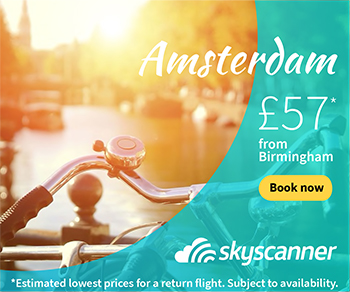 Amsterdam
£57*
from
Birmingham
Book now
skyscanner
*Estimated lowest prices for a return flight. Subject to availability.